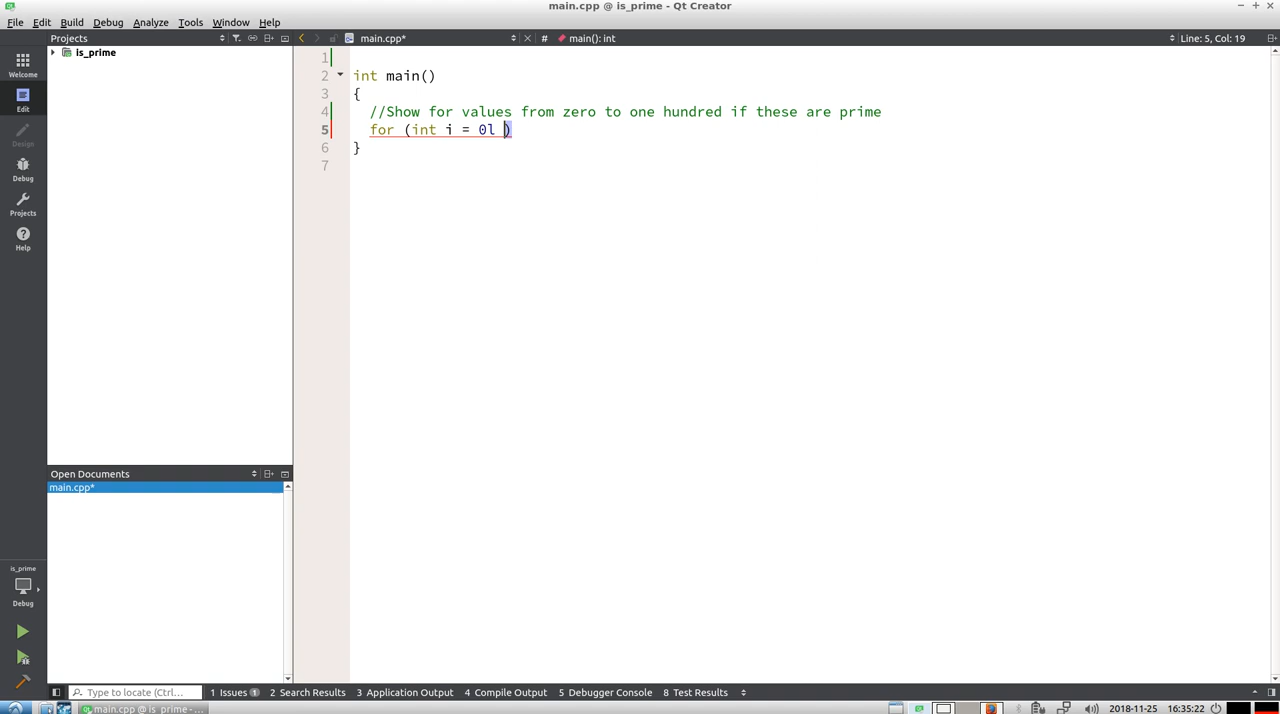 main.cpp @ is_prime - Qt Creator
File Edit Build Debug Analyze Tools Window Help
Projects main.cpp* # main(): int Line: 5, Col: 19
is_prime
Welcome
Edit
Design
Debug
Projects
Help
1
2 int main()
3 {
4 //Show for values from zero to one hundred if these are prime
5 for (int i = 0l )
6 }
7
Open Documents
main.cpp*
is_prime
Debug
Type to locate (Ctrl... 1 Issues 1 2 Search Results 3 Application Output 4 Compile Output 5 Debugger Console 8 Test Results
main.cpp @ is_prime - ... 2018-11-25 16:35:22